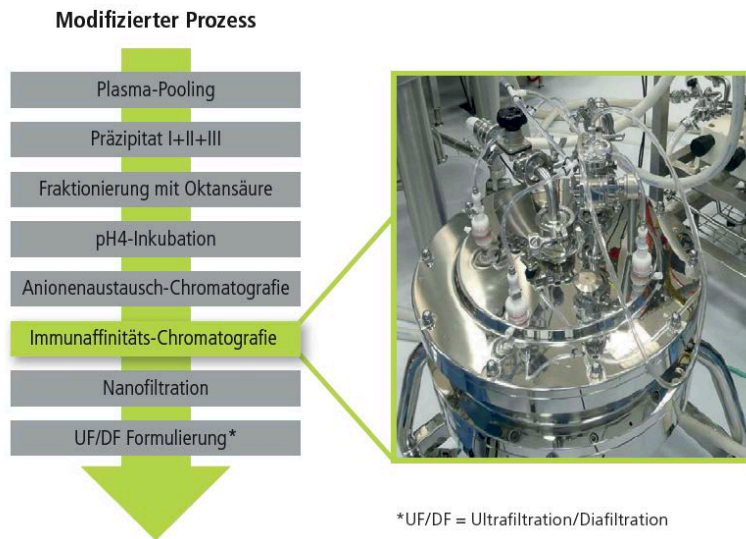 Modifizierter Prozess
Plasma-Pooling
Präzipitat I+II+III
Fraktionierung mit Oktansäure
pH4-Inkubation
Anionenaustausch-Chromatografie
Immunaffinitäts-Chromatografie
Nanofiltration
UF/DF Formulierung*
*UF/DF = Ultrafiltration/Diafiltration